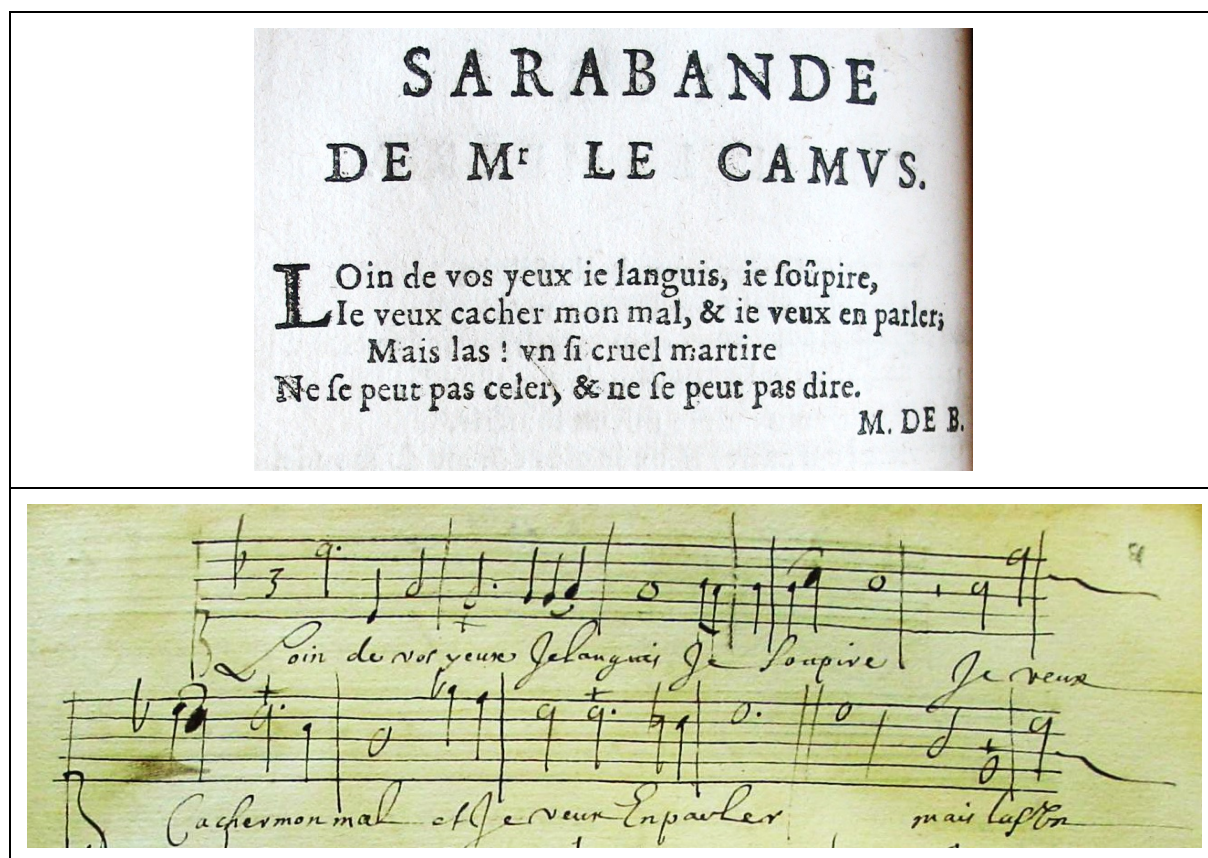 SARABANDE
DE Mʳ LE CAMVS.
LOin de vos yeux ie languis, ie ſoûpire,
Ie veux cacher mon mal, & ie veux en parler;
Mais las ! vn ſi cruel martire
Ne ſe peut pas celer, & ne ſe peut pas dire.
M. DE B.
3
Loin de vos yeux Je languis Je Soupire Je veux
Cacher mon mal et Je veux En parler mais las Vn